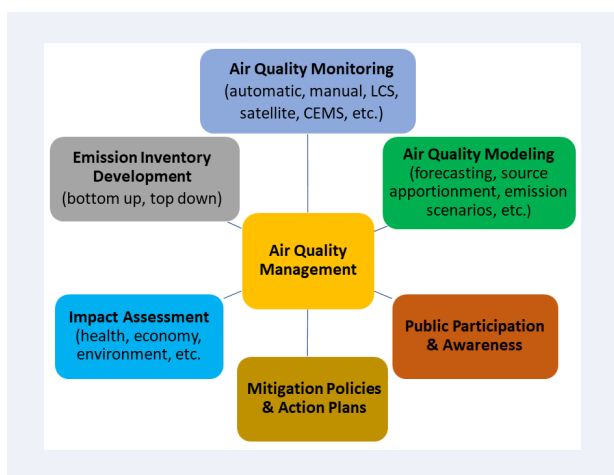 Air Quality Monitoring
(automatic, manual, LCS,
satellite, CEMS, etc.)
Emission Inventory
Development
(bottom up, top down)
Air Quality Modeling
(forecasting, source
apportionment, emission
scenarios, etc.)
Air Quality
Management
Impact Assessment
(health, economy,
environment, etc.
Public Participation
& Awareness
Mitigation Policies
& Action Plans